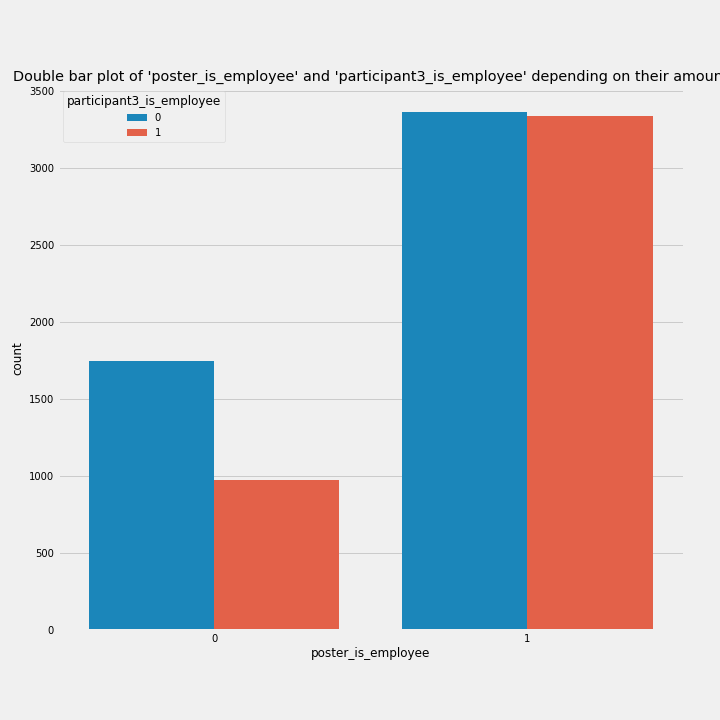 Double bar plot of 'poster_is_employee' and 'participant3_is_employee' depending on their
3500
participant3_is_employee
0
1
3000
2500
2000
count
1500
1000
500
0
0 1
poster_is_employee